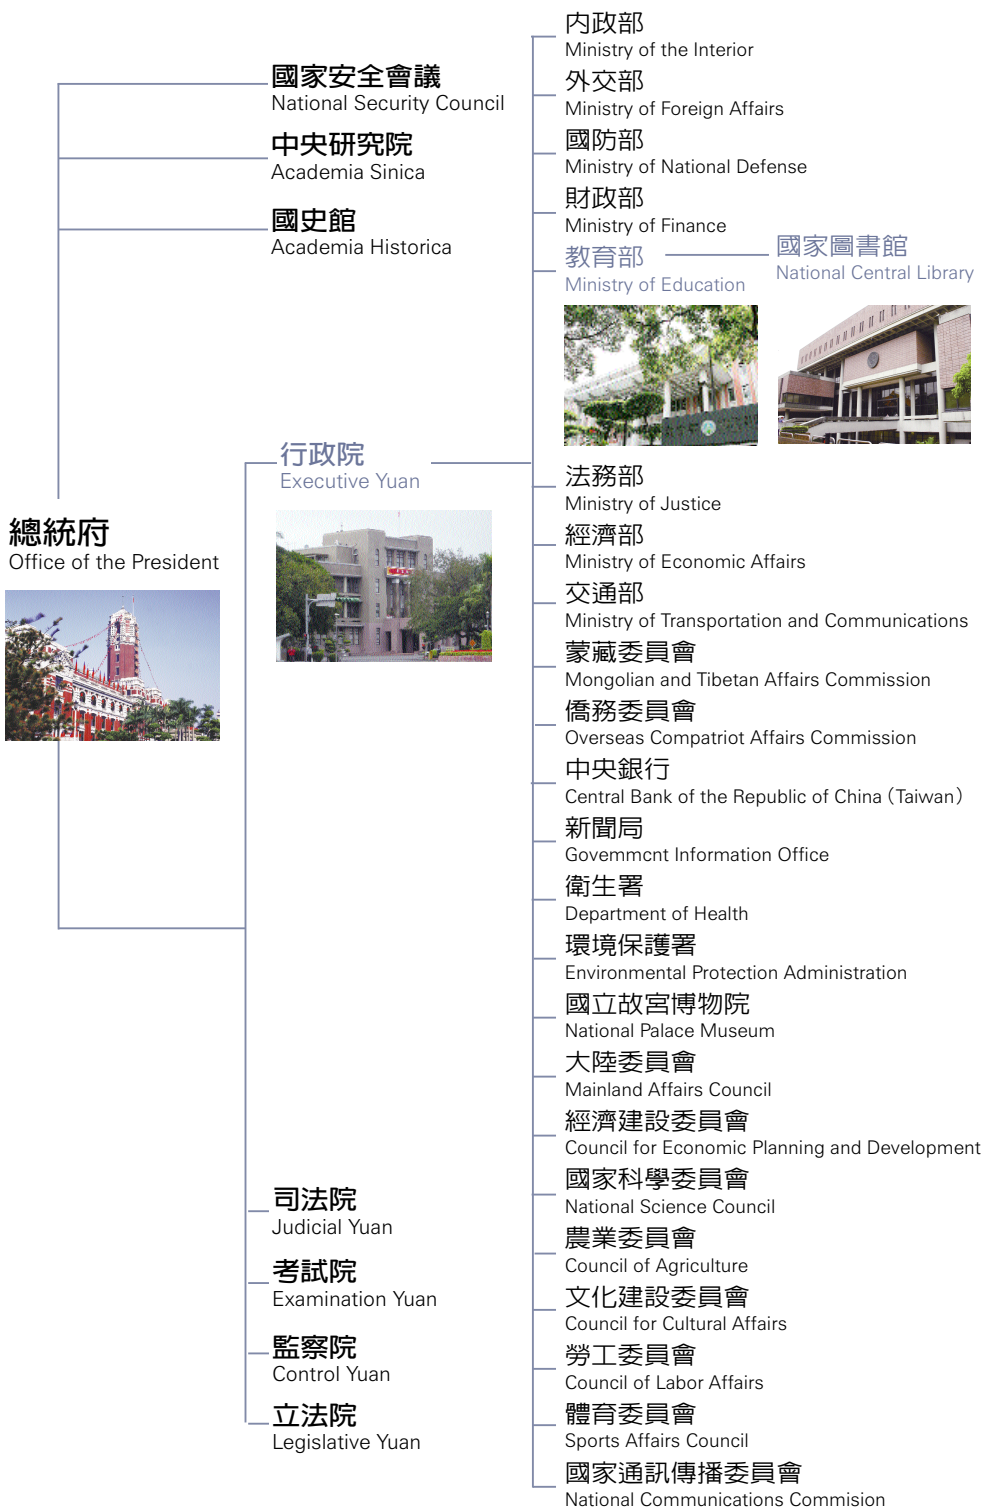 總統府
Office of the President
國家安全會議
National Security Council
中央研究院
Academia Sinica
國史館
Academia Historica
行政院
Executive Yuan
司法院
Judicial Yuan
考試院
Examination Yuan
監察院
Control Yuan
立法院
Legislative Yuan
內政部
Ministry of the Interior
外交部
Ministry of Foreign Affairs
國防部
Ministry of National Defense
財政部
Ministry of Finance
教育部
Ministry of Education
國家圖書館
National Central Library
法務部
Ministry of Justice
經濟部
Ministry of Economic Affairs
交通部
Ministry of Transportation and Communications
蒙藏委員會
Mongolian and Tibetan Affairs Commission
僑務委員會
Overseas Compatriot Affairs Commission
中央銀行
Central Bank of the Republic of China (Taiwan)
新聞局
Govemmcnt Information Office
衛生署
Department of Health
環境保護署
Environmental Protection Administration
國立故宮博物院
National Palace Museum
大陸委員會
Mainland Affairs Council
經濟建設委員會
Council for Economic Planning and Development
國家科學委員會
National Science Council
農業委員會
Council of Agriculture
文化建設委員會
Council for Cultural Affairs
勞工委員會
Council of Labor Affairs
體育委員會
Sports Affairs Council
國家通訊傳播委員會
National Communications Commision